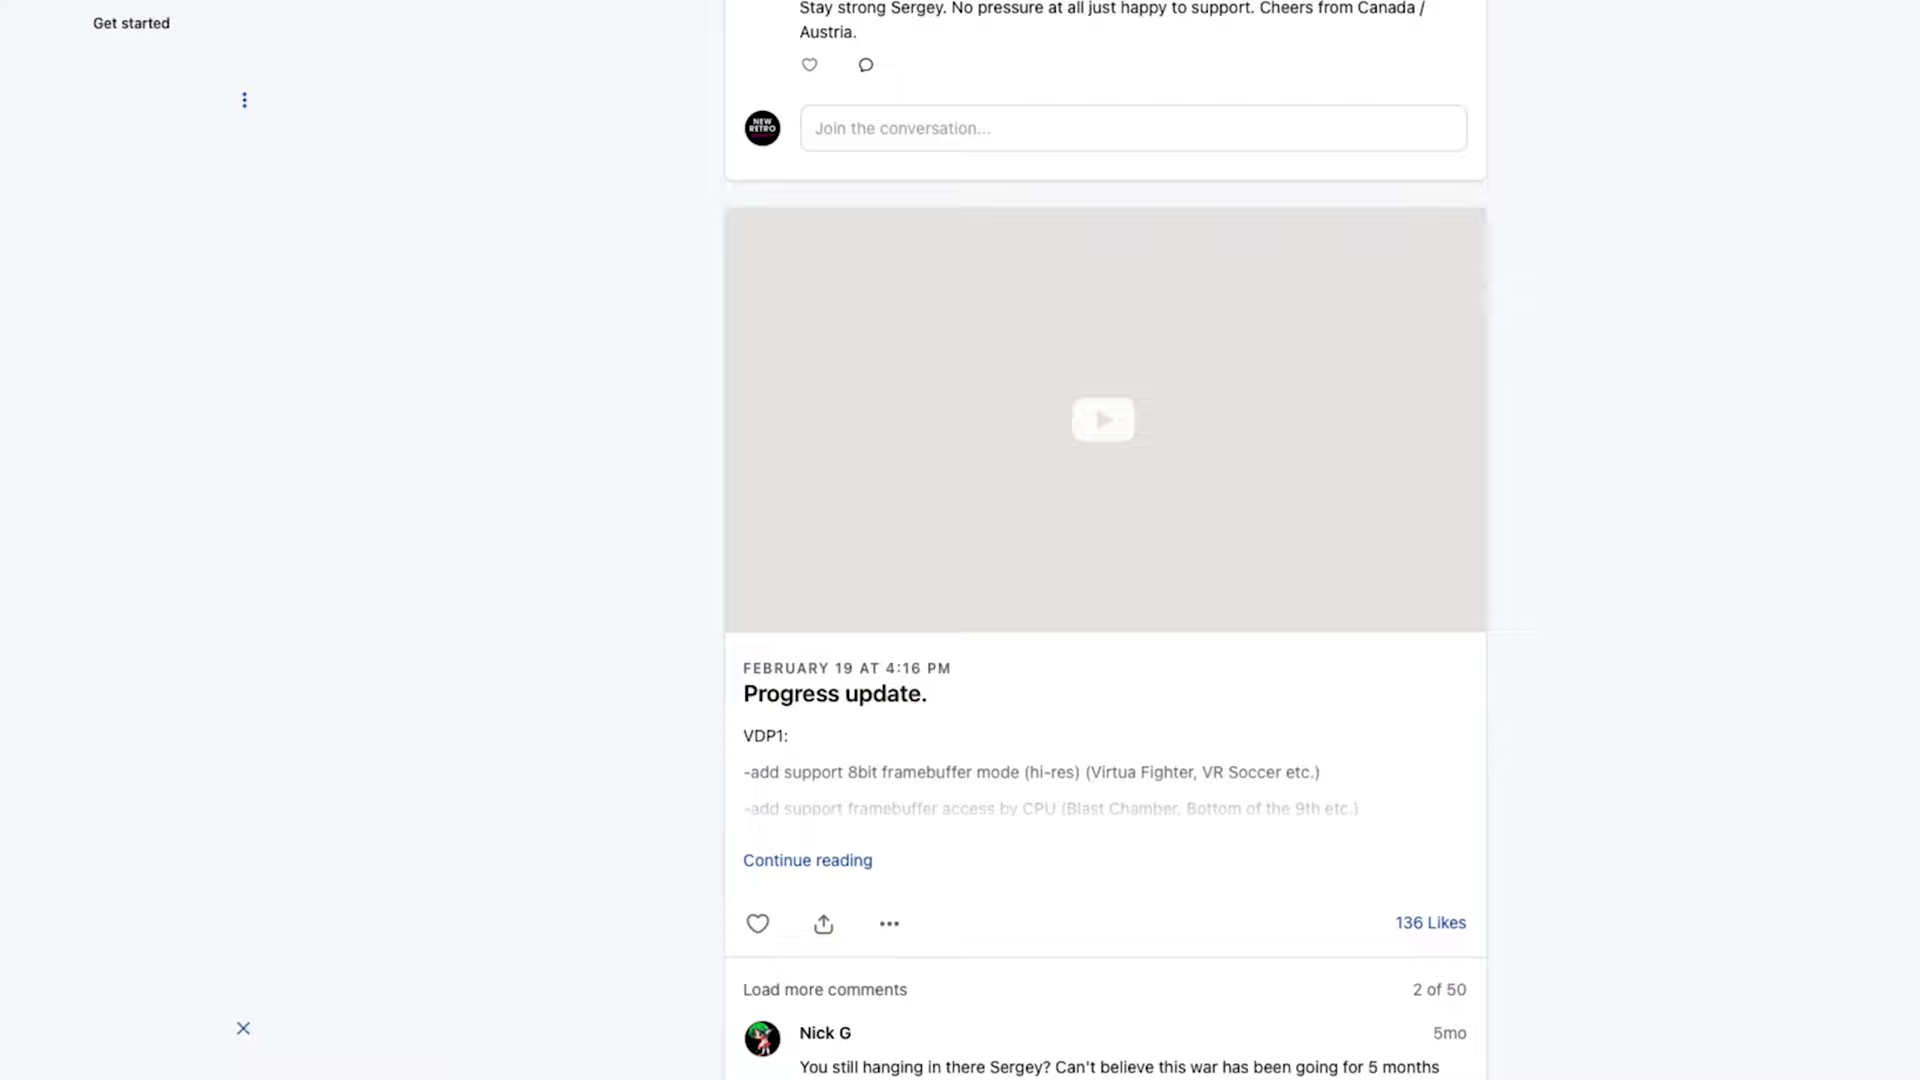 Get started
Stay strong Sergey. No pressure at all just happy to support. Cheers from Canada /
Austria.
NEW
RETRO
Join the conversation...
FEBRUARY 19 AT 4:16 PM
Progress update.
VDP1:
-add support 8bit framebuffer mode (hi-res) (Virtua Fighter, VR Soccer etc.)
-add support framebuffer access by CPU (Blast Chamber, Bottom of the 9th etc.)
Continue reading
136 Likes
Load more comments
2 of 50
Nick G
5mo
You still hanging in there Sergey? Can't believe this war has been going for 5 months